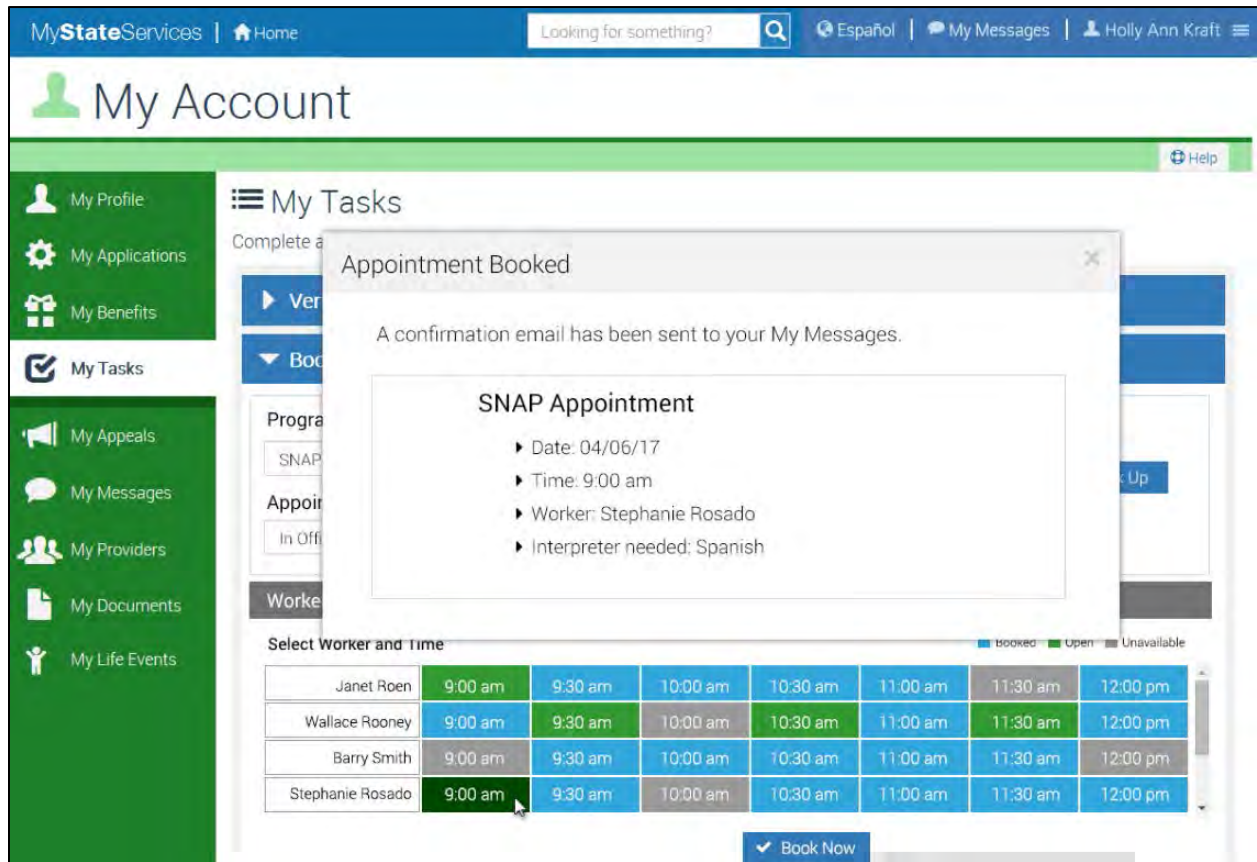 MyStateServices | Home Looking for something? Español | My Messages | Holly Ann Kraft
My Account
Help
My Profile
My Applications
My Benefits
My Tasks
My Appeals
My Messages
My Providers
My Documents
My Life Events
My Tasks
Complete a
Ver
Boo
Progra
SNAP
Appoin
In Offi
k Up
Worke
Appointment Booked
A confirmation email has been sent to your My Messages.
SNAP Appointment
Date: 04/06/17
Time: 9:00 am
Worker: Stephanie Rosado
Interpreter needed: Spanish
Select Worker and Time Booked Open Unavailable
Janet Roen 9:00 am 9:30 am 10:00 am 10:30 am 11:00 am 11:30 am 12:00 pm
Wallace Rooney 9:00 am 9:30 am 10:00 am 10:30 am 11:00 am 11:30 am 12:00 pm
Barry Smith 9:00 am 9:30 am 10:00 am 10:30 am 11:00 am 11:30 am 12:00 pm
Stephanie Rosado 9:00 am 9:30 am 10:00 am 10:30 am 11:00 am 11:30 am 12:00 pm
Book Now